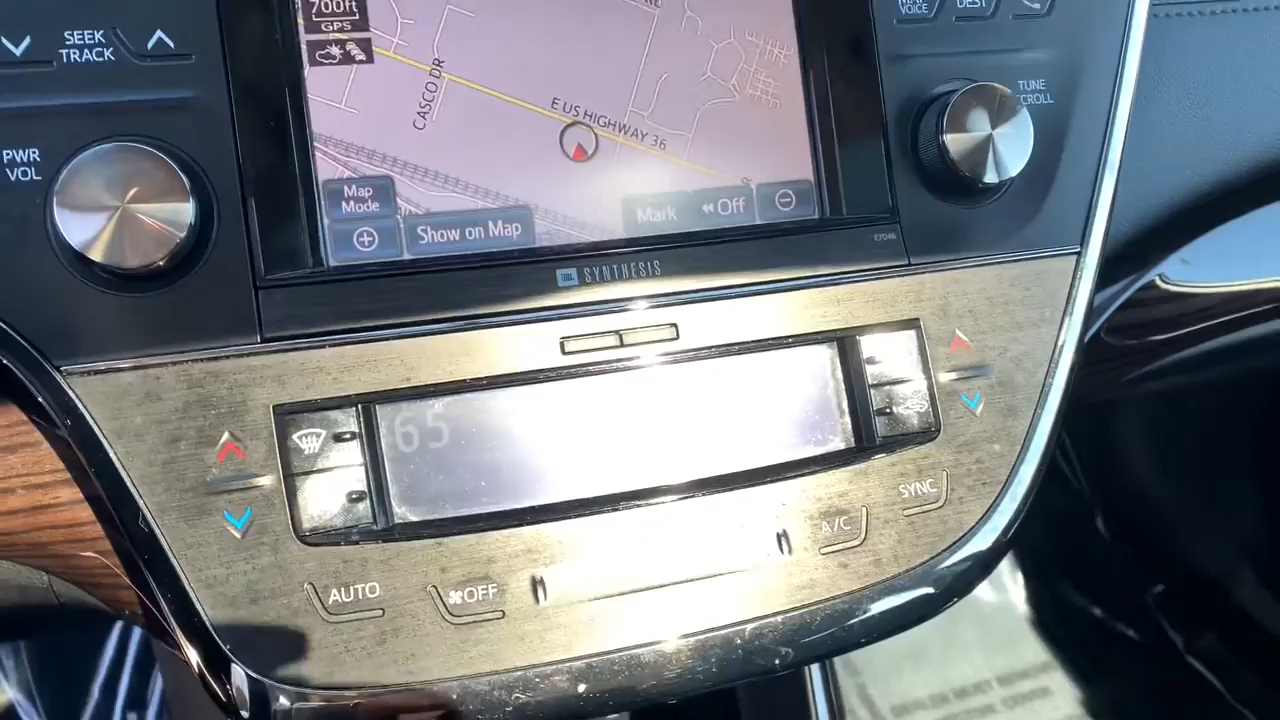 700ft
GPS
SEEK
TRACK
PWR
VOL
CASCO DR
E US HIGHWAY 36
Map
Mode
Show on Map
Mark
Off
VOICE
DEST
TUNE
SCROLL
E7046
JBL SYNTHESIS
65
AUTO
OFF
A/C
SYNC